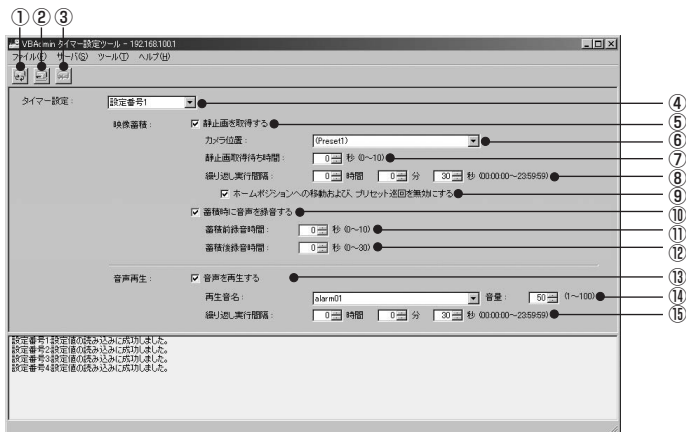 ① ② ③
VBAdmin タイマー設定ツール - 192.168.100.1
ファイル(F) サーバ(S) ツール(T) ヘルプ(H)
タイマー設定： 設定番号1 ④
映像蓄積： 静止画を取得する ⑤
カメラ位置： (Preset1) ⑥
静止画取得待ち時間： 0 秒 (0～10) ⑦
繰り返し実行間隔： 0 時間 0 分 30 秒 (00:00:00～23:59:59) ⑧
ホームポジションへの移動および、プリセット巡回を無効にする ⑨
蓄積時に音声を録音する ⑩
蓄積前録音時間： 0 秒 (0～10) ⑪
蓄積後録音時間： 0 秒 (0～30) ⑫
音声再生： 音声を再生する ⑬
再生音名： alarm01 音量： 50 (1～100) ⑭
繰り返し実行間隔： 0 時間 0 分 30 秒 (00:00:00～23:59:59) ⑮
設定番号1:設定値の読み込みに成功しました。
設定番号2:設定値の読み込みに成功しました。
設定番号3:設定値の読み込みに成功しました。
設定番号4:設定値の読み込みに成功しました。